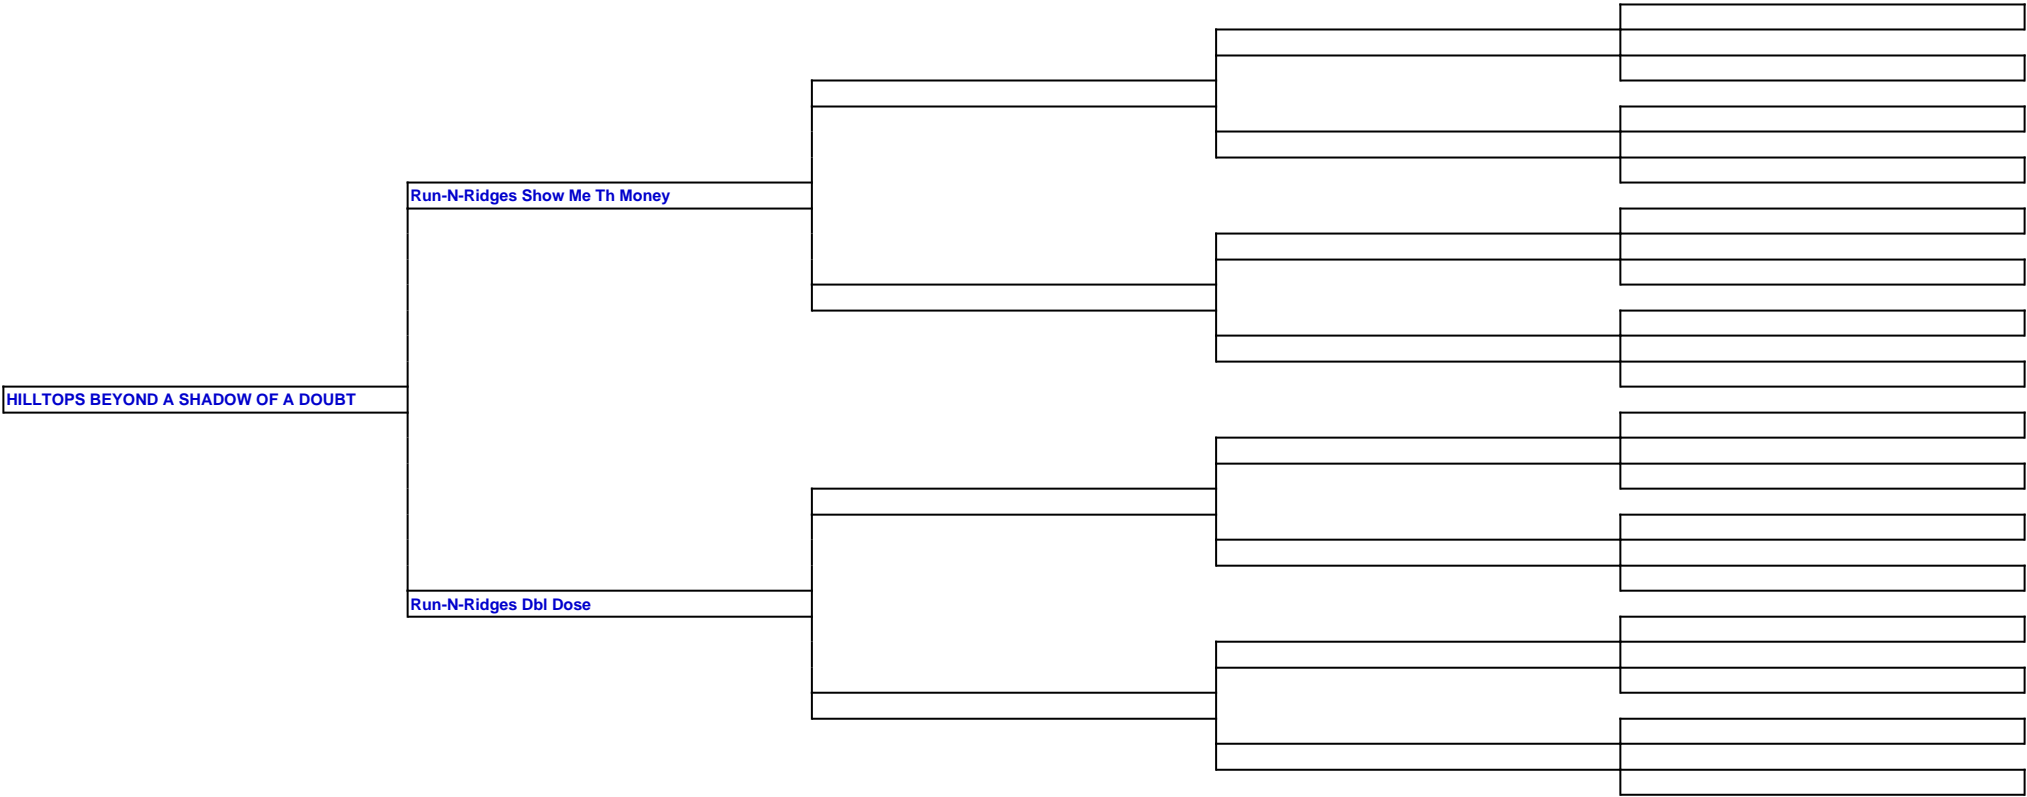 Run-N-Ridges Show Me Th Money
HILLTOPS BEYOND A SHADOW OF A DOUBT
Run-N-Ridges Dbl Dose